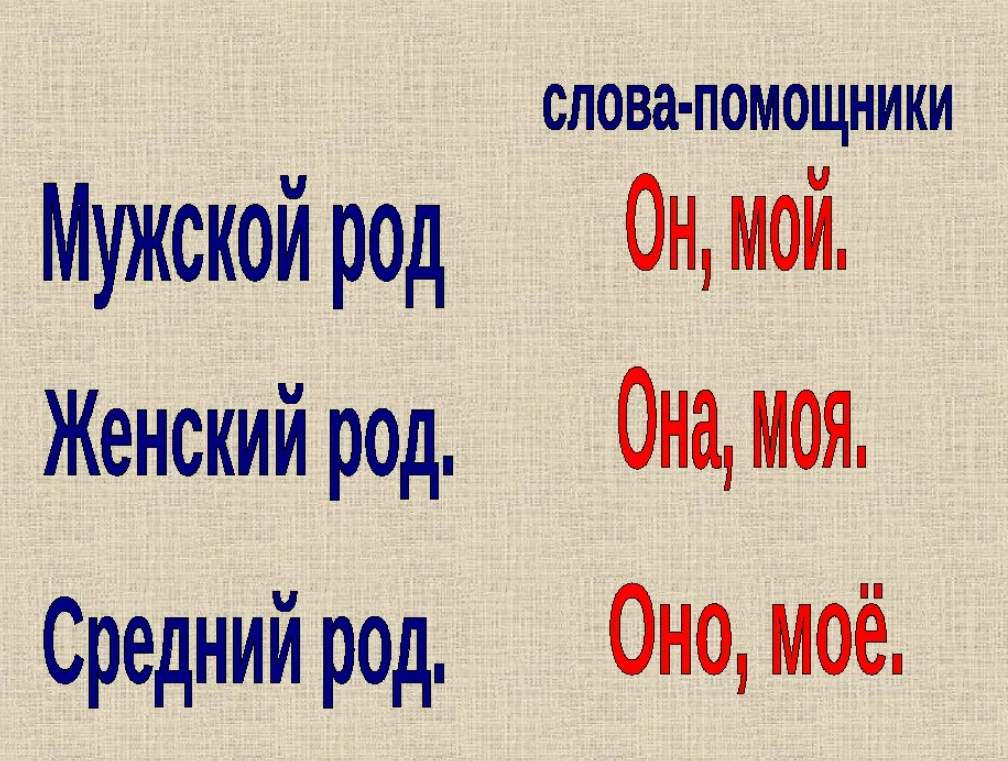 слова-помощники
Мужской род Он, мой.
Женский род. Она, моя.
Средний род. Оно, моё.